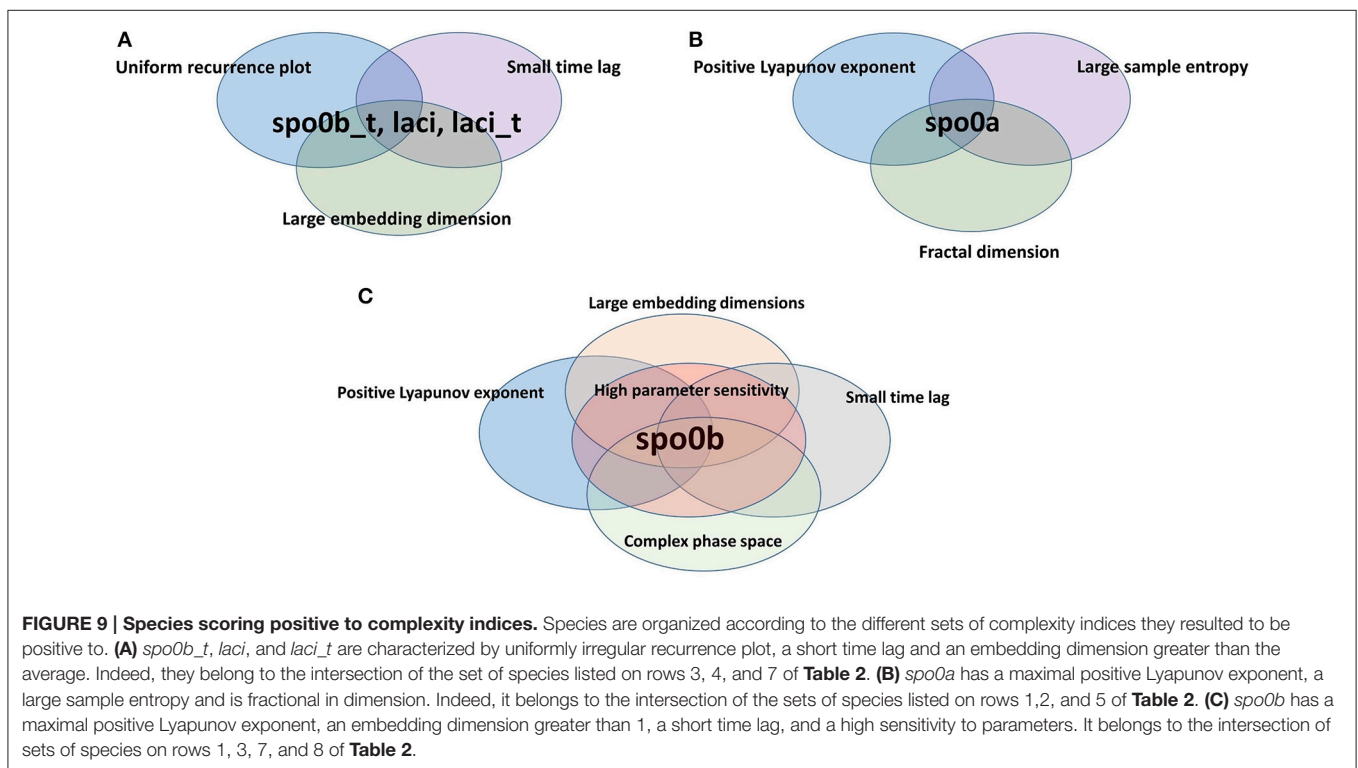 A
Uniform recurrence plot
Small time lag
spo0b_t, laci, laci_t
Large embedding dimension
B
Positive Lyapunov exponent
Large sample entropy
spo0a
Fractal dimension
C
Large embedding dimensions
Positive Lyapunov exponent
High parameter sensitivity
Small time lag
spo0b
Complex phase space
FIGURE 9 | Species scoring positive to complexity indices. Species are organized according to the different sets of complexity indices they resulted to be
positive to. (A) spo0b_t, laci, and laci_t are characterized by uniformly irregular recurrence plot, a short time lag and an embedding dimension greater than the
average. Indeed, they belong to the intersection of the set of species listed on rows 3, 4, and 7 of Table 2. (B) spo0a has a maximal positive Lyapunov exponent, a
large sample entropy and is fractional in dimension. Indeed, it belongs to the intersection of the sets of species listed on rows 1,2, and 5 of Table 2. (C) spo0b has a
maximal positive Lyapunov exponent, an embedding dimension greater than 1, a short time lag, and a high sensitivity to parameters. It belongs to the intersection of
sets of species on rows 1, 3, 7, and 8 of Table 2.